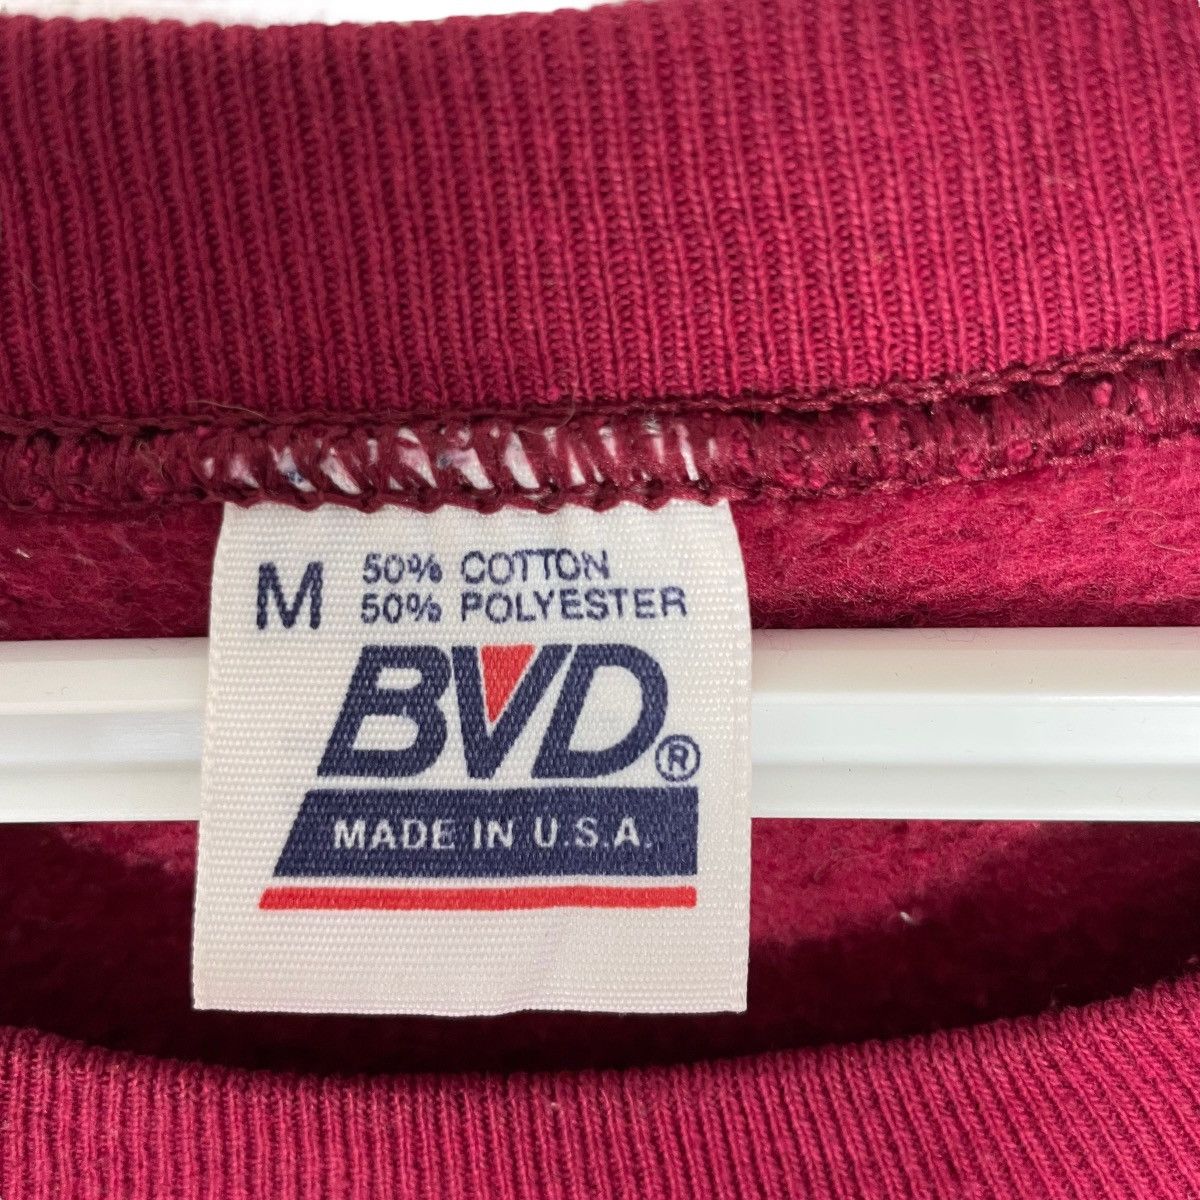 M 50% COTTON
50% POLYESTER
BVD®
MADE IN U.S.A.